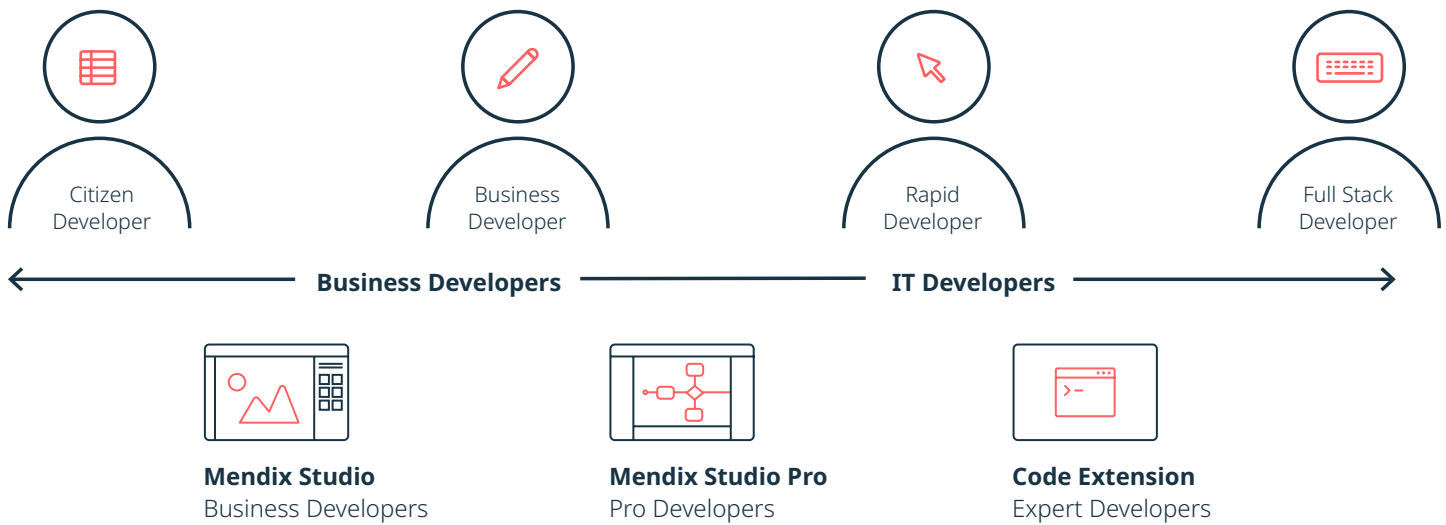 Citizen
Developer
Business
Developer
Rapid
Developer
Full Stack
Developer
Business Developers
IT Developers
Mendix Studio
Business Developers
Mendix Studio Pro
Pro Developers
Code Extension
Expert Developers